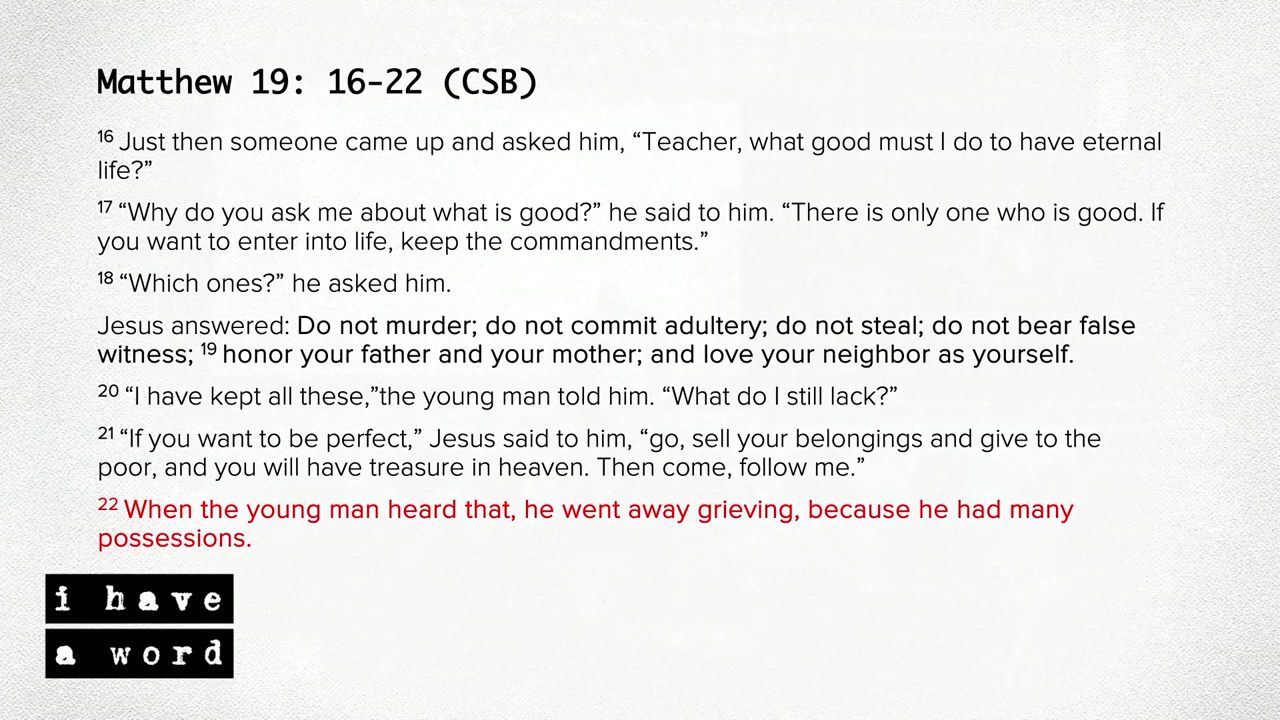 Matthew 19: 16-22 (CSB)
16 Just then someone came up and asked him, “Teacher, what good must I do to have eternal
life?”
17 “Why do you ask me about what is good?” he said to him. “There is only one who is good. If
you want to enter into life, keep the commandments.”
18 “Which ones?” he asked him.
Jesus answered: Do not murder; do not commit adultery; do not steal; do not bear false
witness; 19 honor your father and your mother; and love your neighbor as yourself.
20 “I have kept all these,”the young man told him. “What do I still lack?”
21 “If you want to be perfect,” Jesus said to him, “go, sell your belongings and give to the
poor, and you will have treasure in heaven. Then come, follow me.”
22 When the young man heard that, he went away grieving, because he had many
possessions.
i have
a word